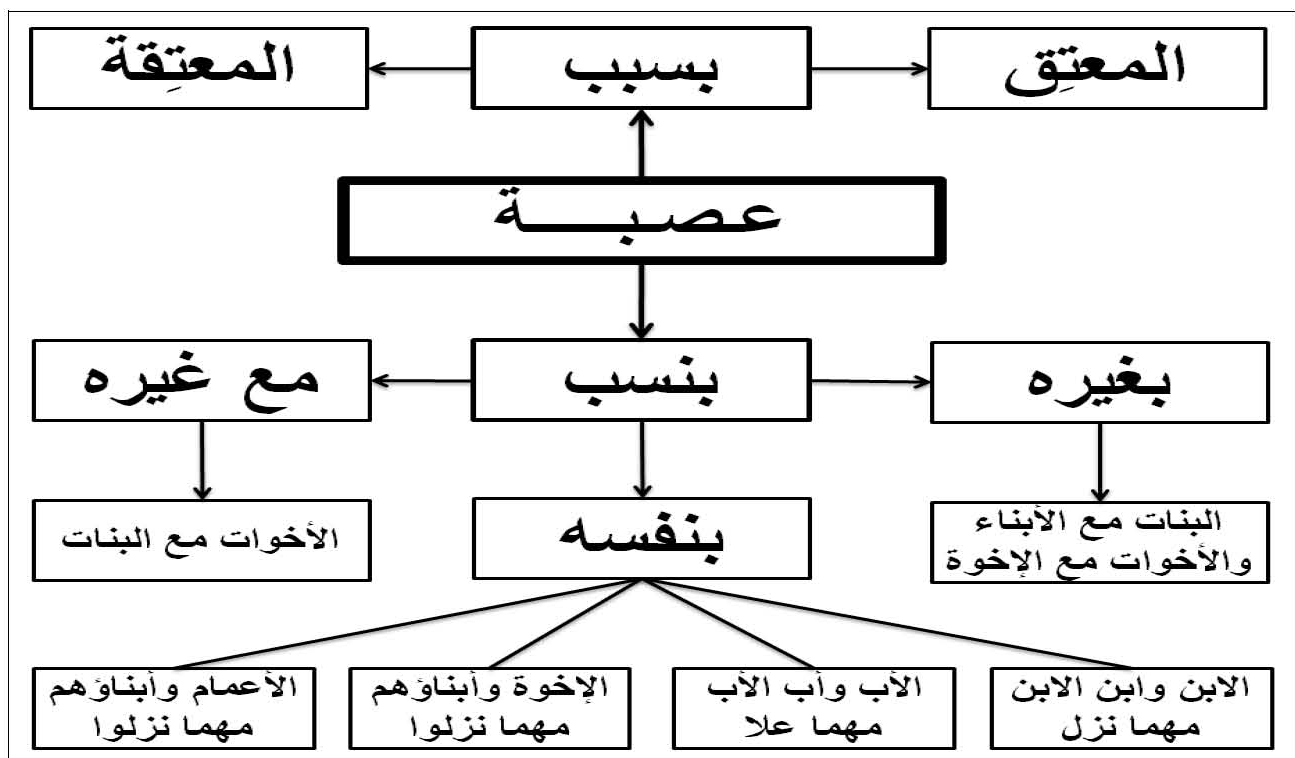 المعتِق
بسبب
المعتِقة
عصبــــة
بغيره
بنسب
مع غيره
البنات مع الأبناء
والأخوات مع الإخوة
بنفسه
الأخوات مع البنات
الابن وابن الابن
مهما نزل
الأب وأب الأب
مهما علا
الإخوة وأبناؤهم
مهما نزلوا
الأعمام وأبناؤهم
مهما نزلوا